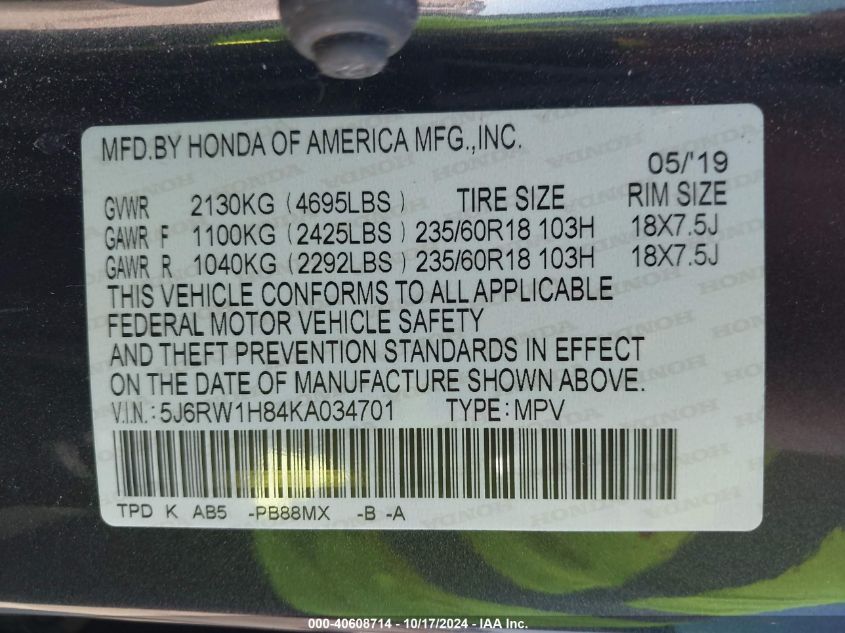 MFD.BY HONDA OF AMERICA MFG.,INC.
05/'19
GVWR 2130KG (4695LBS) TIRE SIZE RIM SIZE
GAWR F 1100KG (2425LBS) 235/60R18 103H 18X7.5J
GAWR R 1040KG (2292LBS) 235/60R18 103H 18X7.5J
THIS VEHICLE CONFORMS TO ALL APPLICABLE
FEDERAL MOTOR VEHICLE SAFETY
AND THEFT PREVENTION STANDARDS IN EFFECT
ON THE DATE OF MANUFACTURE SHOWN ABOVE.
V.I.N.: 5J6RW1H84KA034701 TYPE: MPV
TPD K AB5 -PB88MX -B -A
000-40608714 - 10/17/2024 - IAA Inc.